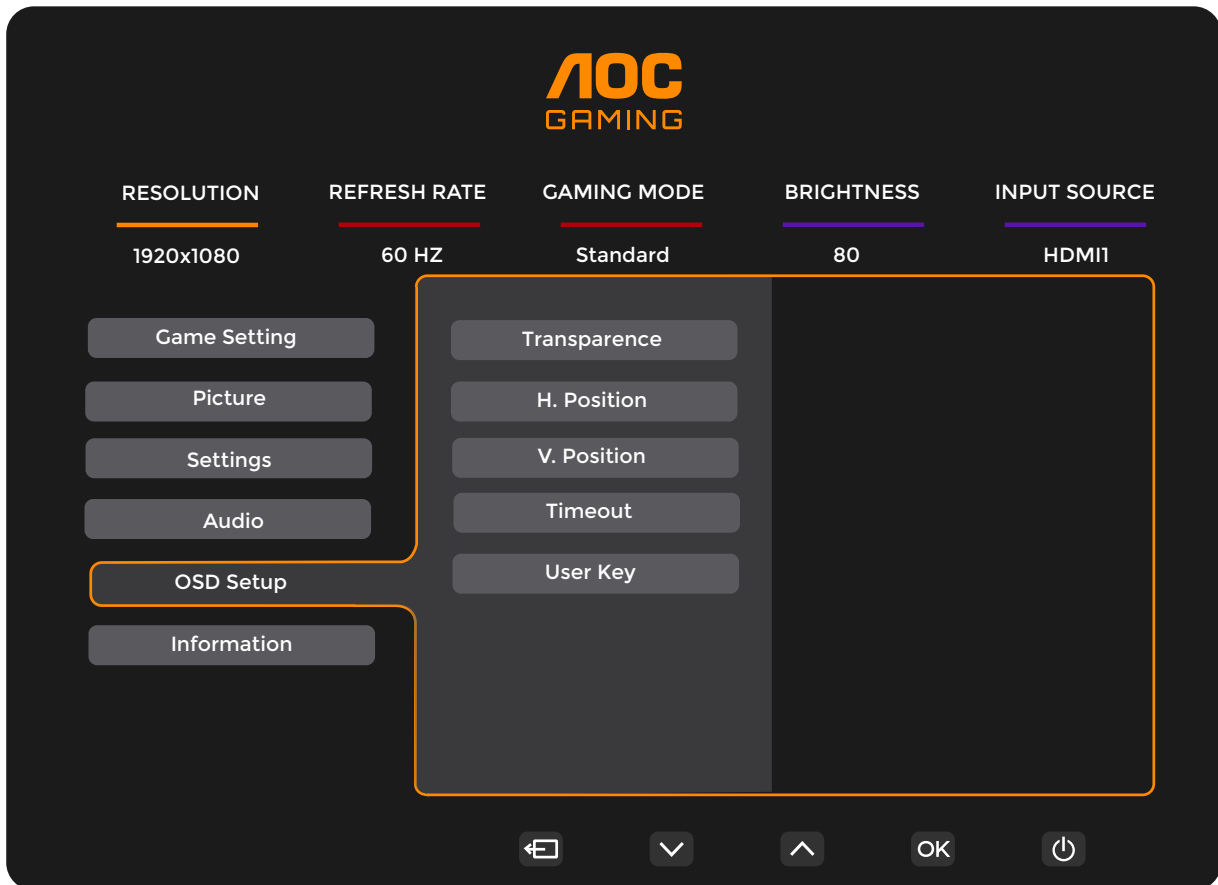 AOC
GAMING
RESOLUTION REFRESH RATE GAMING MODE BRIGHTNESS INPUT SOURCE
1920x1080 60 HZ Standard 80 HDMI1
Game Setting
Picture
Settings
Audio
OSD Setup
Information
Transparence
H. Position
V. Position
Timeout
User Key
OK